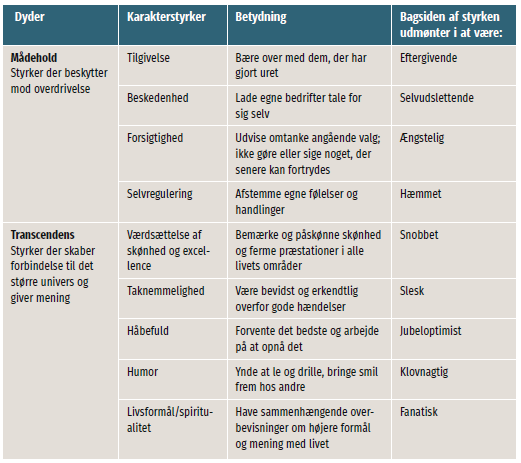 Dyder
Karakterstyrker
Betydning
Bagsiden af styrken
udmønter i at være:
Mådehold
Styrker der beskytter
mod overdrivelse
Tilgivelse
Bære over med dem, der har
gjort uret
Eftergivende
Beskedenhed
Lade egne bedrifter tale for
sig selv
Selvudslettende
Forsigtighed
Udvise omtanke angående valg;
ikke gøre eller sige noget, der
senere kan fortrydes
Ængstelig
Selvregulering
Afstemme egne følelser og
handlinger
Hæmmet
Transcendens
Styrker der skaber
forbindelse til det
større univers og
giver mening
Værdsættelse af
skønhed og excel-
lence
Bemærke og påskønne skønhed
og ferme præstationer i alle
livets områder
Snobbet
Taknemmelighed
Være bevidst og erkendtlig
overfor gode hændelser
Slesk
Håbefuld
Forvente det bedste og arbejde
på at opnå det
Jubeloptimist
Humor
Ynde at le og drille, bringe smil
frem hos andre
Klovnagtig
Livsformål/spiritu-
alitet
Have sammenhængende over-
bevisninger om højere formål
og mening med livet
Fanatisk